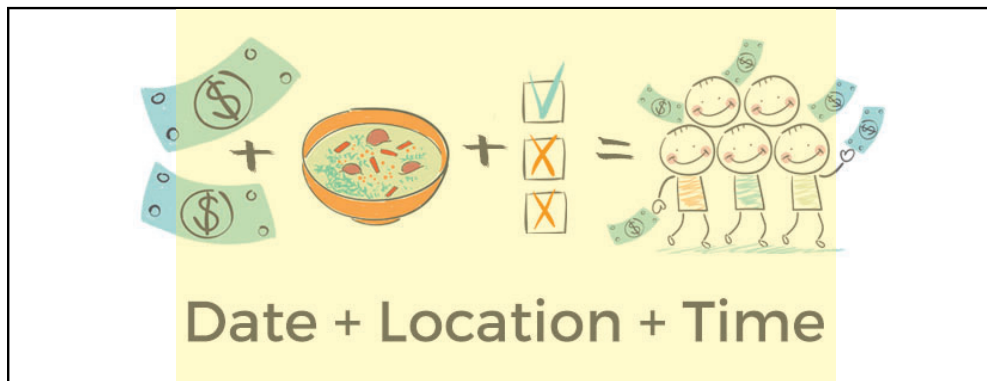 $ + + =
$
Date + Location + Time